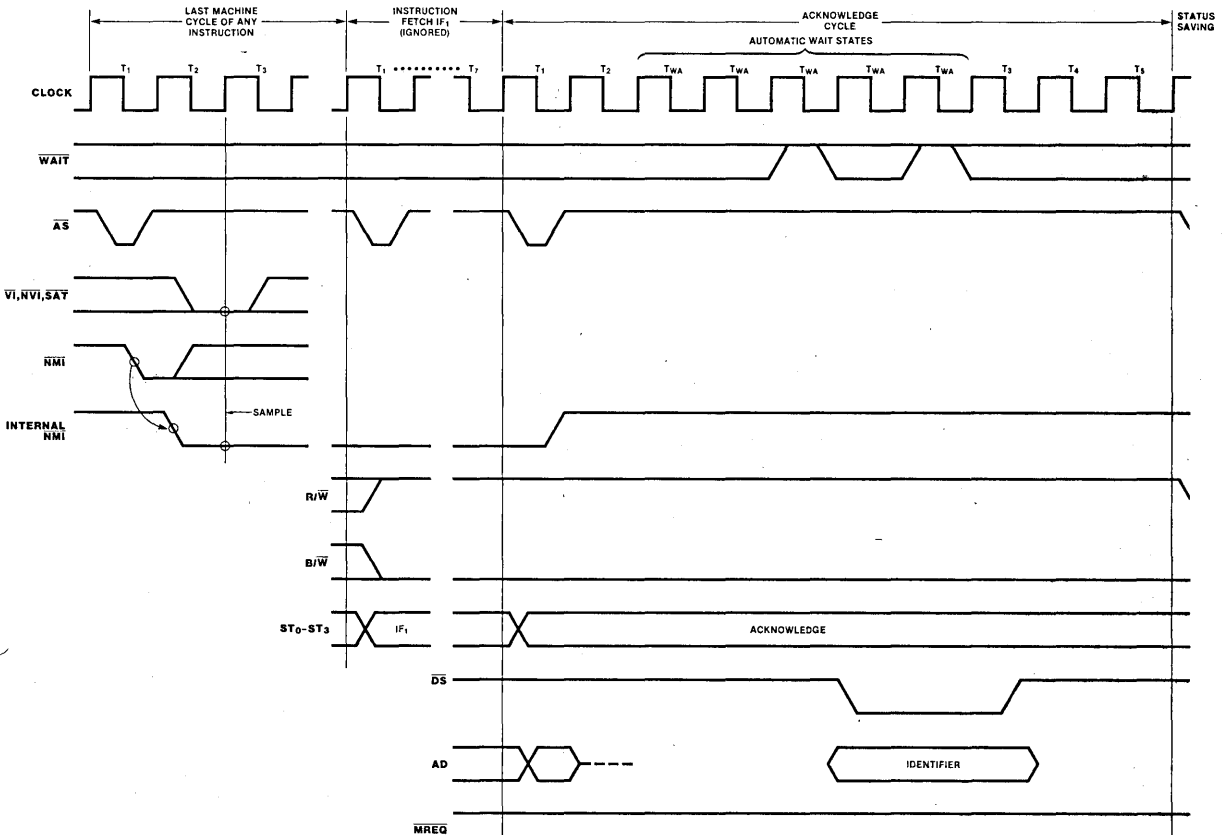 LAST MACHINE
CYCLE OF ANY
INSTRUCTION
INSTRUCTION
FETCH IF1
(IGNORED)
ACKNOWLEDGE
CYCLE
STATUS
SAVING
AUTOMATIC WAIT STATES
T1 T2 T3 T1 T7 T1 T2 TWA TWA TWA TWA TWA T3 T4 T5
CLOCK
WAIT
AS
VI,NVI,SAT
NMI
SAMPLE
INTERNAL
NMI
R/W
B/W
ST0-ST3 IF1 ACKNOWLEDGE
DS
AD IDENTIFIER
MREQ